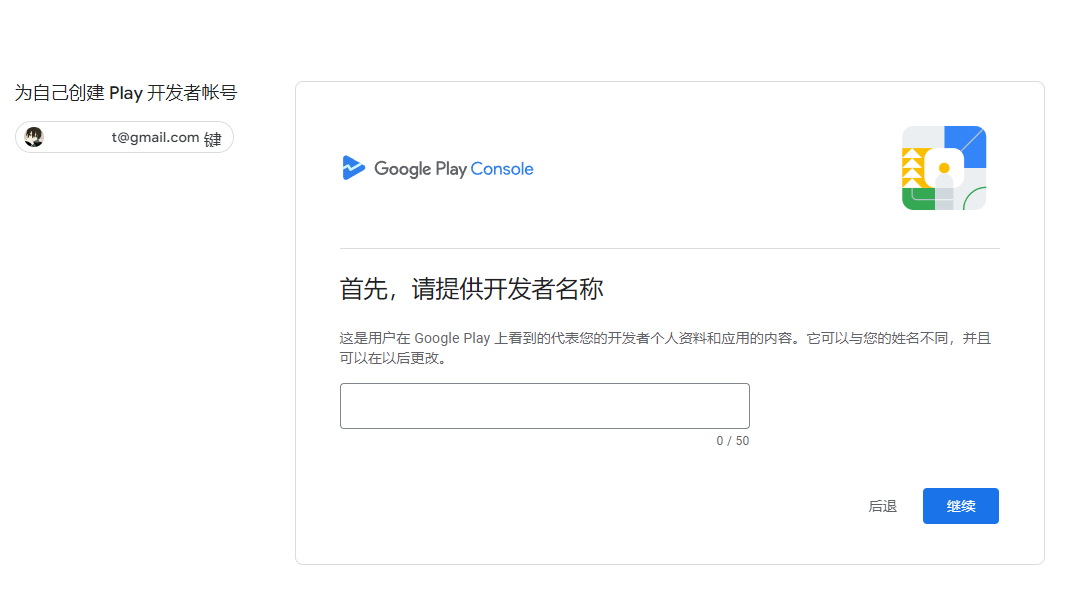 为自己创建 Play 开发者帐号
t@gmail.com 键
Google Play Console
首先，请提供开发者名称
这是用户在 Google Play 上看到的代表您的开发者个人资料和应用的内容。它可以与您的姓名不同，并且
可以在以后更改。
0 / 50
后退
继续